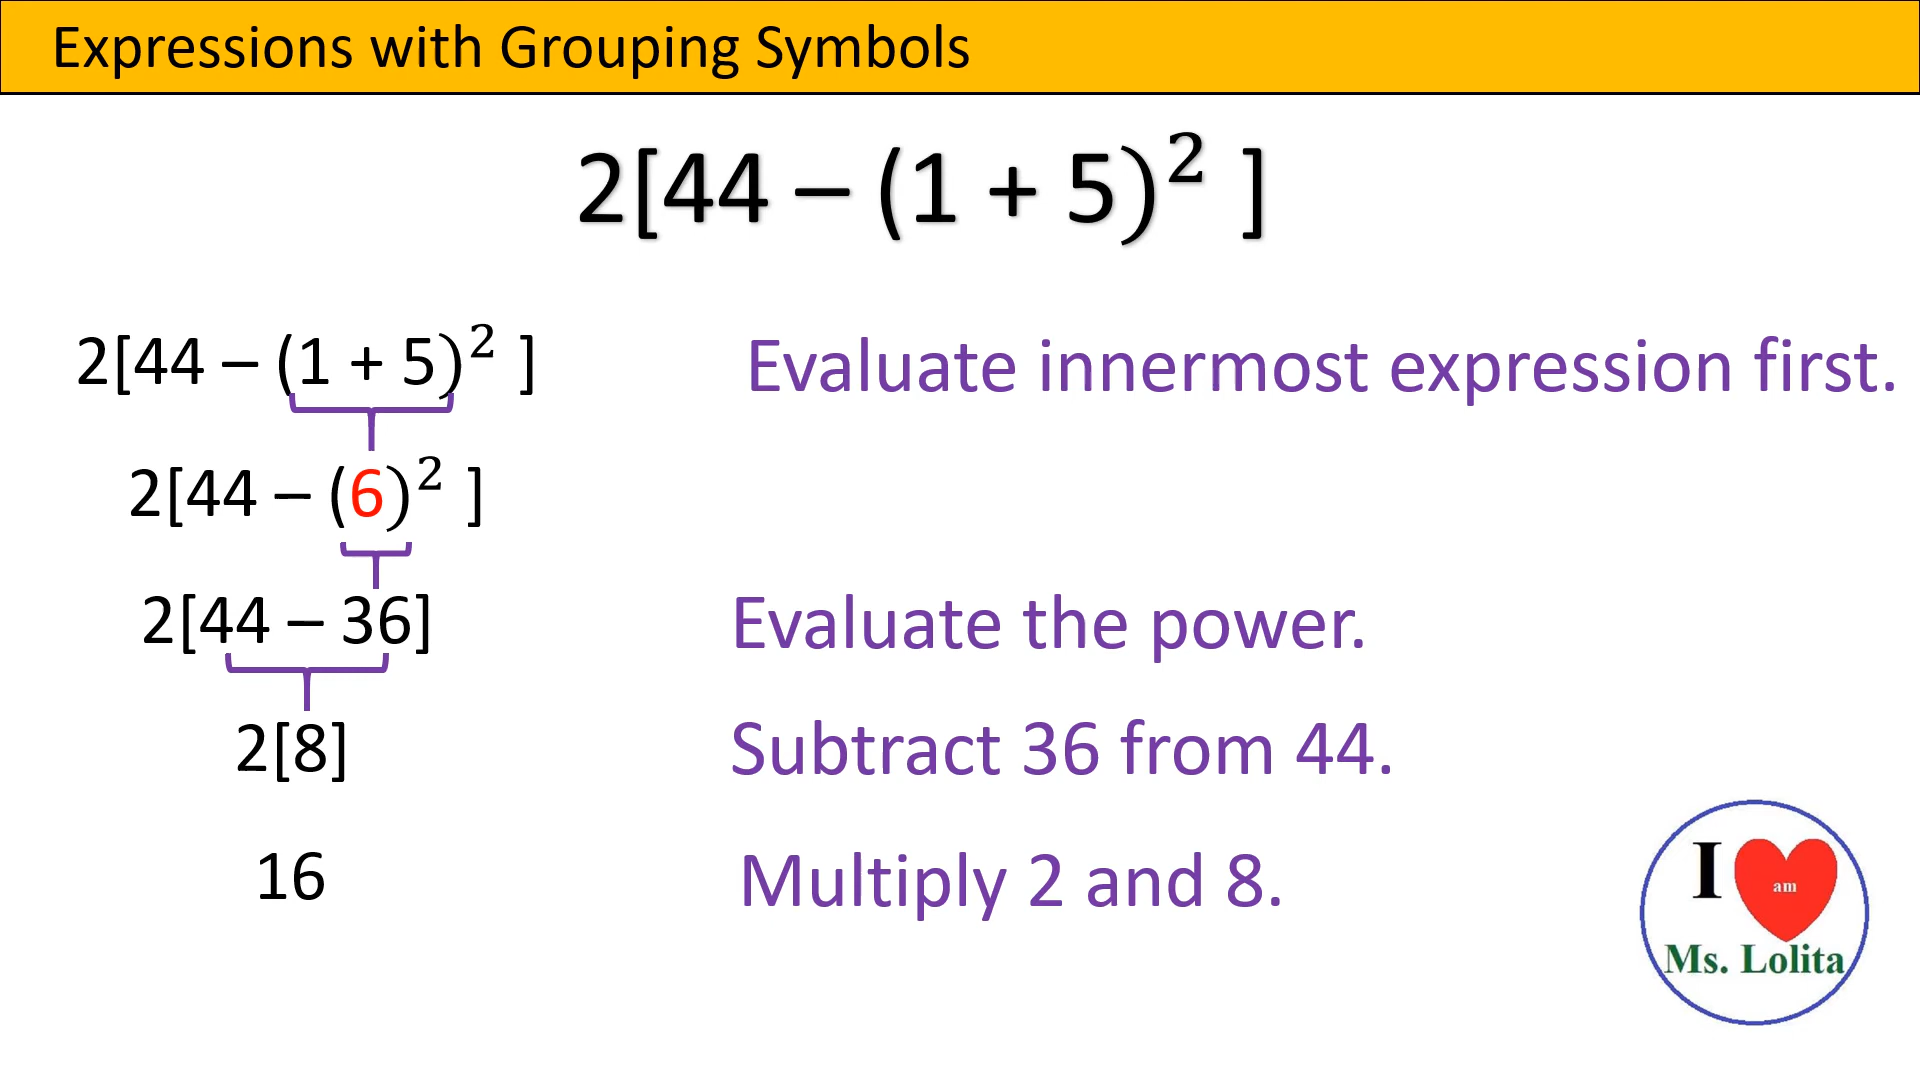 Expressions with Grouping Symbols
2[44 – (1 + 5)² ]
2[44 – (1 + 5)² ] Evaluate innermost expression first.
2[44 – (6)² ]
2[44 – 36] Evaluate the power.
2[8] Subtract 36 from 44.
16 Multiply 2 and 8.
I am
Ms. Lolita